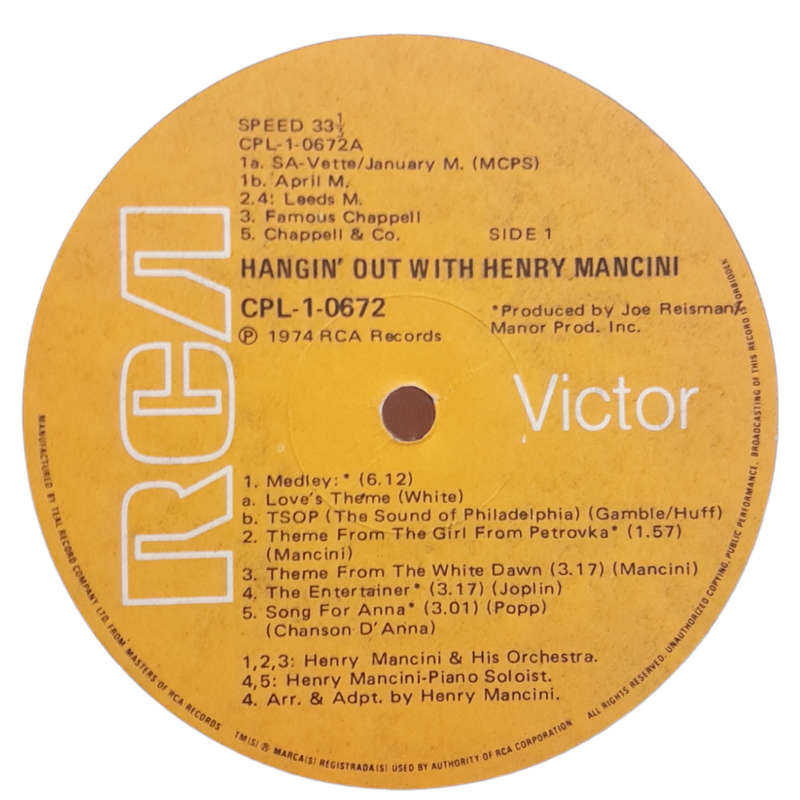 SPEED 33⅓
CPL-1-0672A
1a. SA-Vette/January M. (MCPS)
1b. April M.
2.4: Leeds M.
3. Famous Chappell
5. Chappell & Co. SIDE 1
HANGIN' OUT WITH HENRY MANCINI
CPL-1-0672
℗ 1974 RCA Records
*Produced by Joe Reisman/
Manor Prod. Inc.
RCA
Victor
1. Medley:* (6.12)
a. Love's Theme (White)
b. TSOP (The Sound of Philadelphia) (Gamble/Huff)
2. Theme From The Girl From Petrovka* (1.57)
(Mancini)
3. Theme From The White Dawn (3.17) (Mancini)
4. The Entertainer* (3.17) (Joplin)
5. Song For Anna* (3.01) (Popp)
(Chanson D'Anna)
1,2,3: Henry Mancini & His Orchestra.
4,5: Henry Mancini-Piano Soloist.
4. Arr. & Adpt. by Henry Mancini.
MANUFACTURED BY TEAL RECORD COMPANY LTD. FROM MASTERS OF RCA RECORDS
TM(S) ® MARCA(S) REGISTRADA(S) USED BY AUTHORITY OF RCA CORPORATION
ALL RIGHTS RESERVED. UNAUTHORIZED COPYING, PUBLIC PERFORMANCE, BROADCASTING OF THIS RECORD IS FORBIDDEN